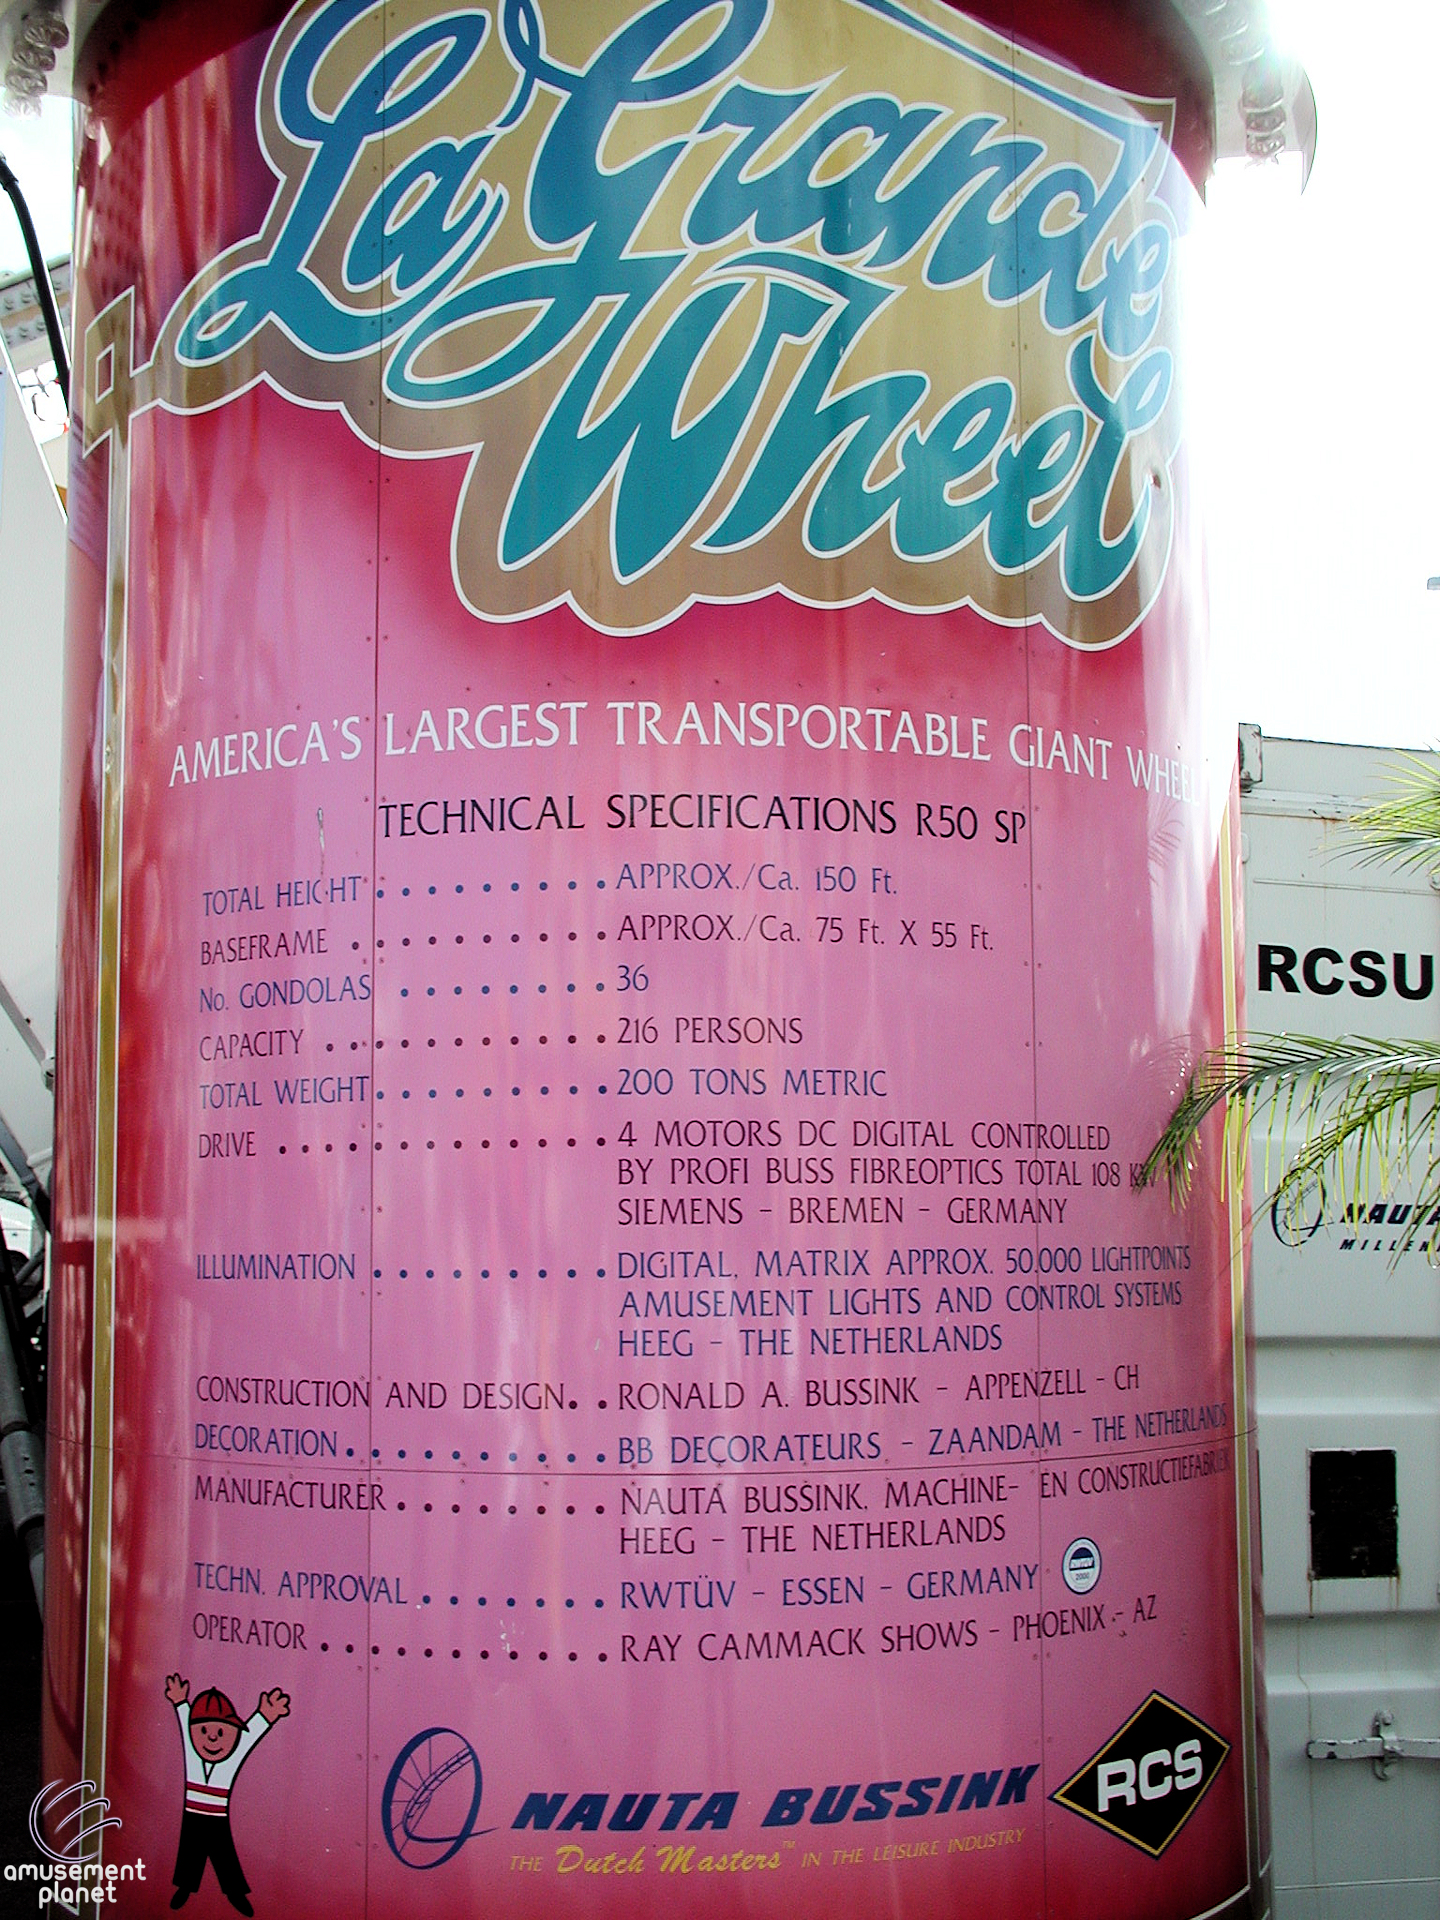 La Grande
Wheel
AMERICA'S LARGEST TRANSPORTABLE GIANT WHEEL
TECHNICAL SPECIFICATIONS R50 SP
TOTAL HEIGHT . . . . . . . . . APPROX./Ca. 150 Ft.
BASEFRAME . . . . . . . . . . APPROX./Ca. 75 Ft. X 55 Ft.
No. GONDOLAS . . . . . . . . 36
CAPACITY . . . . . . . . . . . 216 PERSONS
TOTAL WEIGHT . . . . . . . . . 200 TONS METRIC
DRIVE . . . . . . . . . . . . . 4 MOTORS DC DIGITAL CONTROLLED
BY PROFI BUSS FIBREOPTICS TOTAL 108
SIEMENS - BREMEN - GERMANY
ILLUMINATION . . . . . . . . . DIGITAL, MATRIX APPROX. 50,000 LIGHTPOINTS
AMUSEMENT LIGHTS AND CONTROL SYSTEMS
HEEG - THE NETHERLANDS
CONSTRUCTION AND DESIGN. . RONALD A. BUSSINK - APPENZELL - CH
DECORATION . . . . . . . . . . BB DECORATEURS - ZAANDAM - THE NETHERLANDS
MANUFACTURER . . . . . . . . NAUTA BUSSINK, MACHINE- EN CONSTRUCTIEFABRIEK
HEEG - THE NETHERLANDS
TECHN. APPROVAL . . . . . . . RWTÜV - ESSEN - GERMANY
RWTÜV
2000
OPERATOR . . . . . . . . . . . RAY CAMMACK SHOWS - PHOENIX - AZ
NAUTA BUSSINK
THE Dutch Masters™ IN THE LEISURE INDUSTRY
RCS
RCSU
NAUTA
amusement
planet